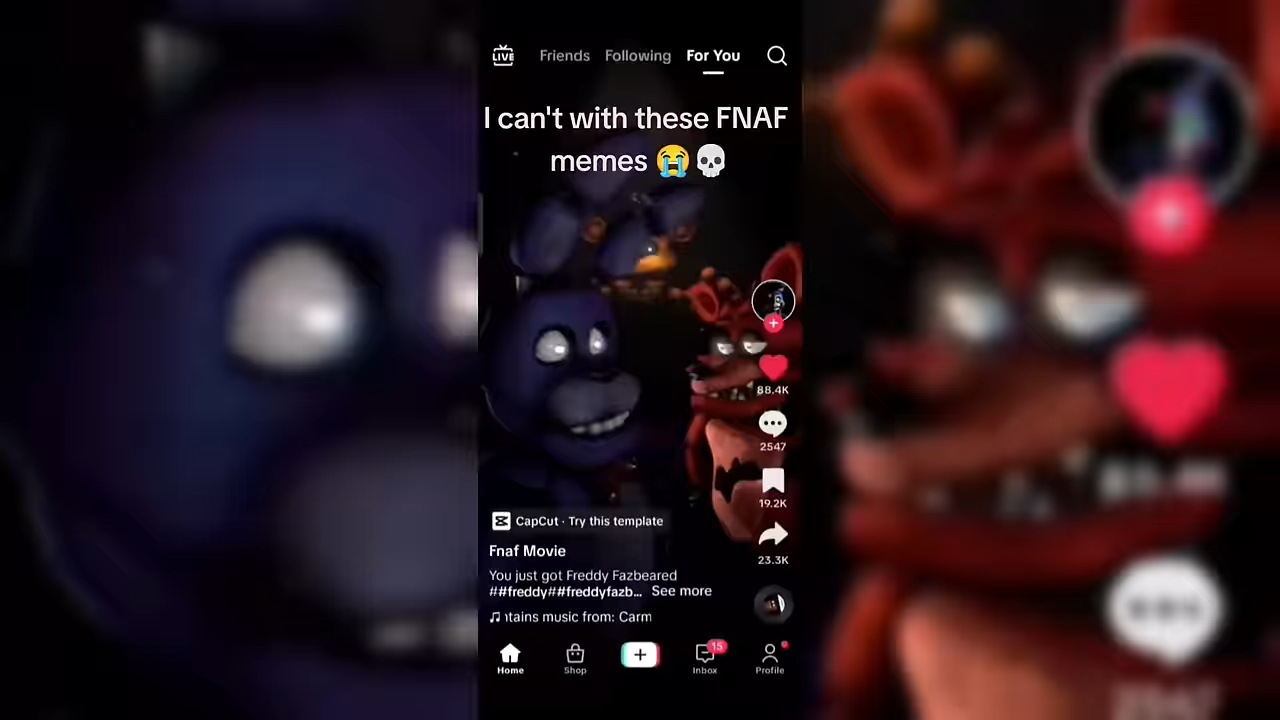 LIVE
Friends Following For You
I can't with these FNAF
memes 😭💀
88.4K
2547
19.2K
23.3K
CapCut · Try this template
Fnaf Movie
You just got Freddy Fazbeared
##freddy##freddyfazb... See more
ntains music from: Carm
Home
Shop
15
Inbox
Profile